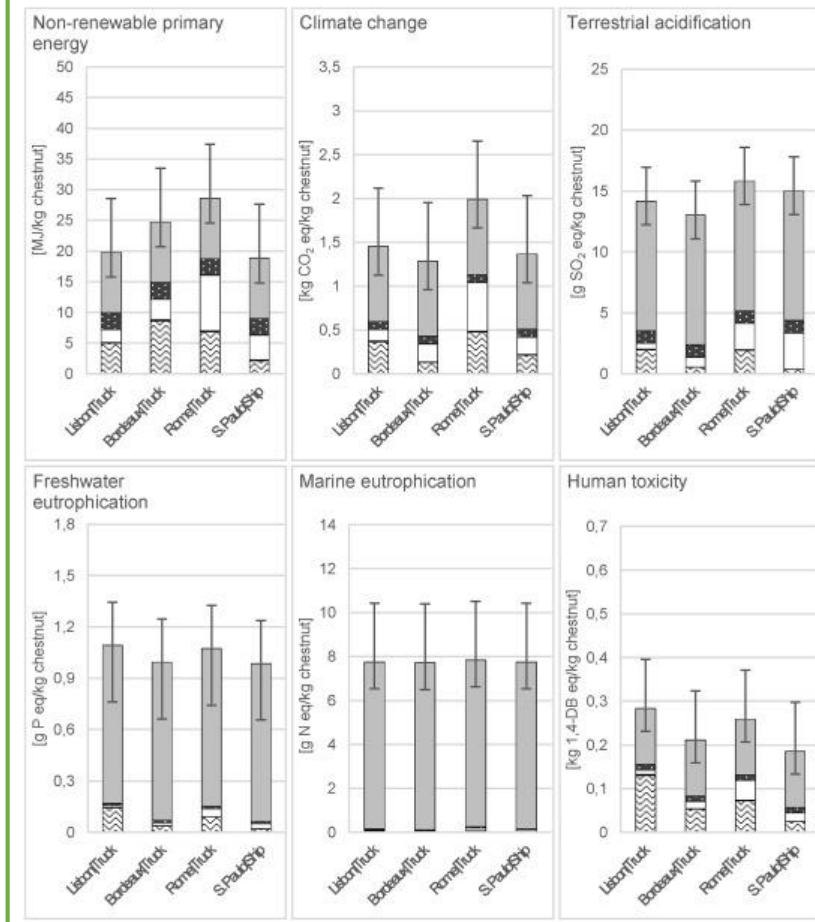 Non-renewable primary
energy
[MJ/kg chestnut]
50
45
40
35
30
25
20
15
10
5
0
Lisbon|Truck
Bordeaux|Truck
Rome|Truck
S.Paulo|Ship
Climate change
[kg CO₂ eq/kg chestnut]
3,5
3
2,5
2
1,5
1
0,5
0
Lisbon|Truck
Bordeaux|Truck
Rome|Truck
S.Paulo|Ship
Terrestrial acidification
[g SO₂ eq/kg chestnut]
25
20
15
10
5
0
Lisbon|Truck
Bordeaux|Truck
Rome|Truck
S.Paulo|Ship
Freshwater
eutrophication
[g P eq/kg chestnut]
1,8
1,5
1,2
0,9
0,6
0,3
0
Lisbon|Truck
Bordeaux|Truck
Rome|Truck
S.Paulo|Ship
Marine eutrophication
[g N eq/kg chestnut]
14
12
10
8
6
4
2
0
Lisbon|Truck
Bordeaux|Truck
Rome|Truck
S.Paulo|Ship
Human toxicity
[kg 1,4-DB eq/kg chestnut]
0,7
0,6
0,5
0,4
0,3
0,2
0,1
0
Lisbon|Truck
Bordeaux|Truck
Rome|Truck
S.Paulo|Ship